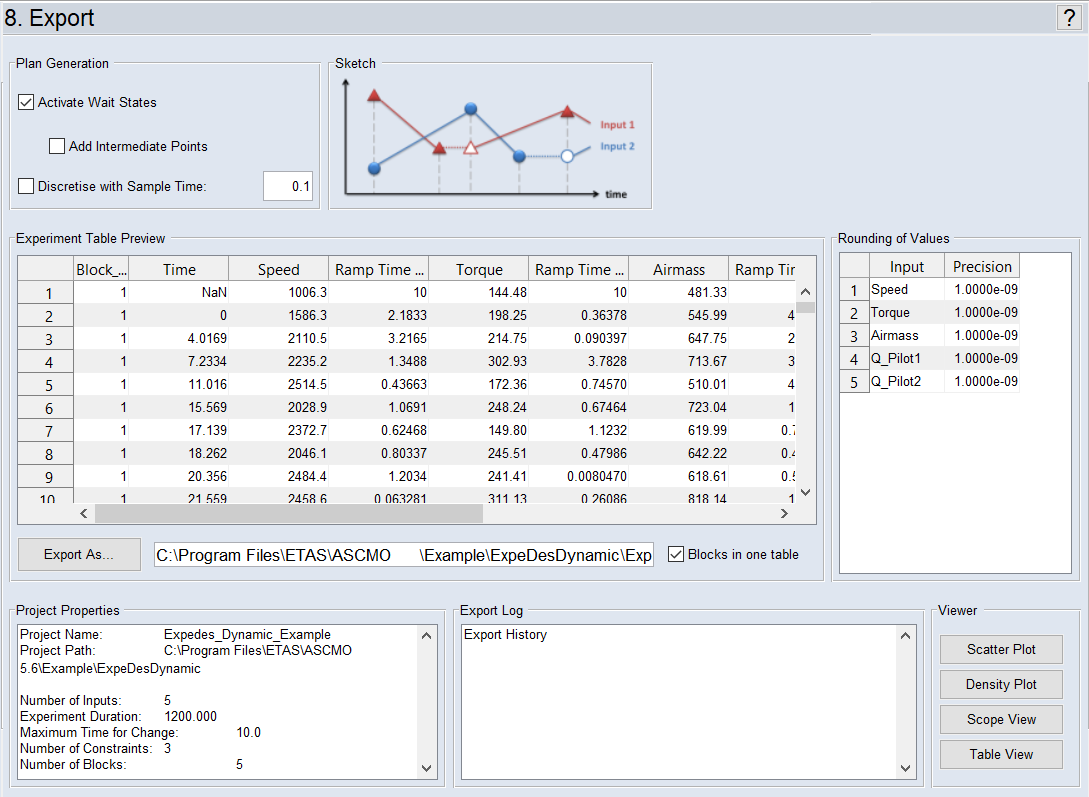 8. Export
?
Plan Generation
Activate Wait States
Add Intermediate Points
Discretise with Sample Time: 0.1
Sketch
Input 1
Input 2
time
Experiment Table Preview
Block_... Time Speed Ramp Time ... Torque Ramp Time ... Airmass Ramp Tir
1 1 NaN 1006.3 10 144.48 10 481.33
2 1 0 1586.3 2.1833 198.25 0.36378 545.99 4
3 1 4.0169 2110.5 3.2165 214.75 0.090397 647.75 2
4 1 7.2334 2235.2 1.3488 302.93 3.7828 713.67 3
5 1 11.016 2514.5 0.43663 172.36 0.74570 510.01 4
6 1 15.569 2028.9 1.0691 248.24 0.67464 723.04 1
7 1 17.139 2372.7 0.62468 149.80 1.1232 619.99 0.7
8 1 18.262 2046.1 0.80337 245.51 0.47986 642.22 0.4
9 1 20.356 2484.4 1.2034 241.41 0.0080470 618.61 0.5
10 1 21.559 2458.6 0.063281 311.13 0.26086 818.14 1
Export As...
C:\Program Files\ETAS\ASCMO \Example\ExpeDesDynamic\Exp
Blocks in one table
Rounding of Values
Input Precision
1 Speed 1.0000e-09
2 Torque 1.0000e-09
3 Airmass 1.0000e-09
4 Q_Pilot1 1.0000e-09
5 Q_Pilot2 1.0000e-09
Project Properties
Project Name: Expedes_Dynamic_Example
Project Path: C:\Program Files\ETAS\ASCMO
5.6\Example\ExpeDesDynamic
Number of Inputs: 5
Experiment Duration: 1200.000
Maximum Time for Change: 10.0
Number of Constraints: 3
Number of Blocks: 5
Export Log
Export History
Viewer
Scatter Plot
Density Plot
Scope View
Table View